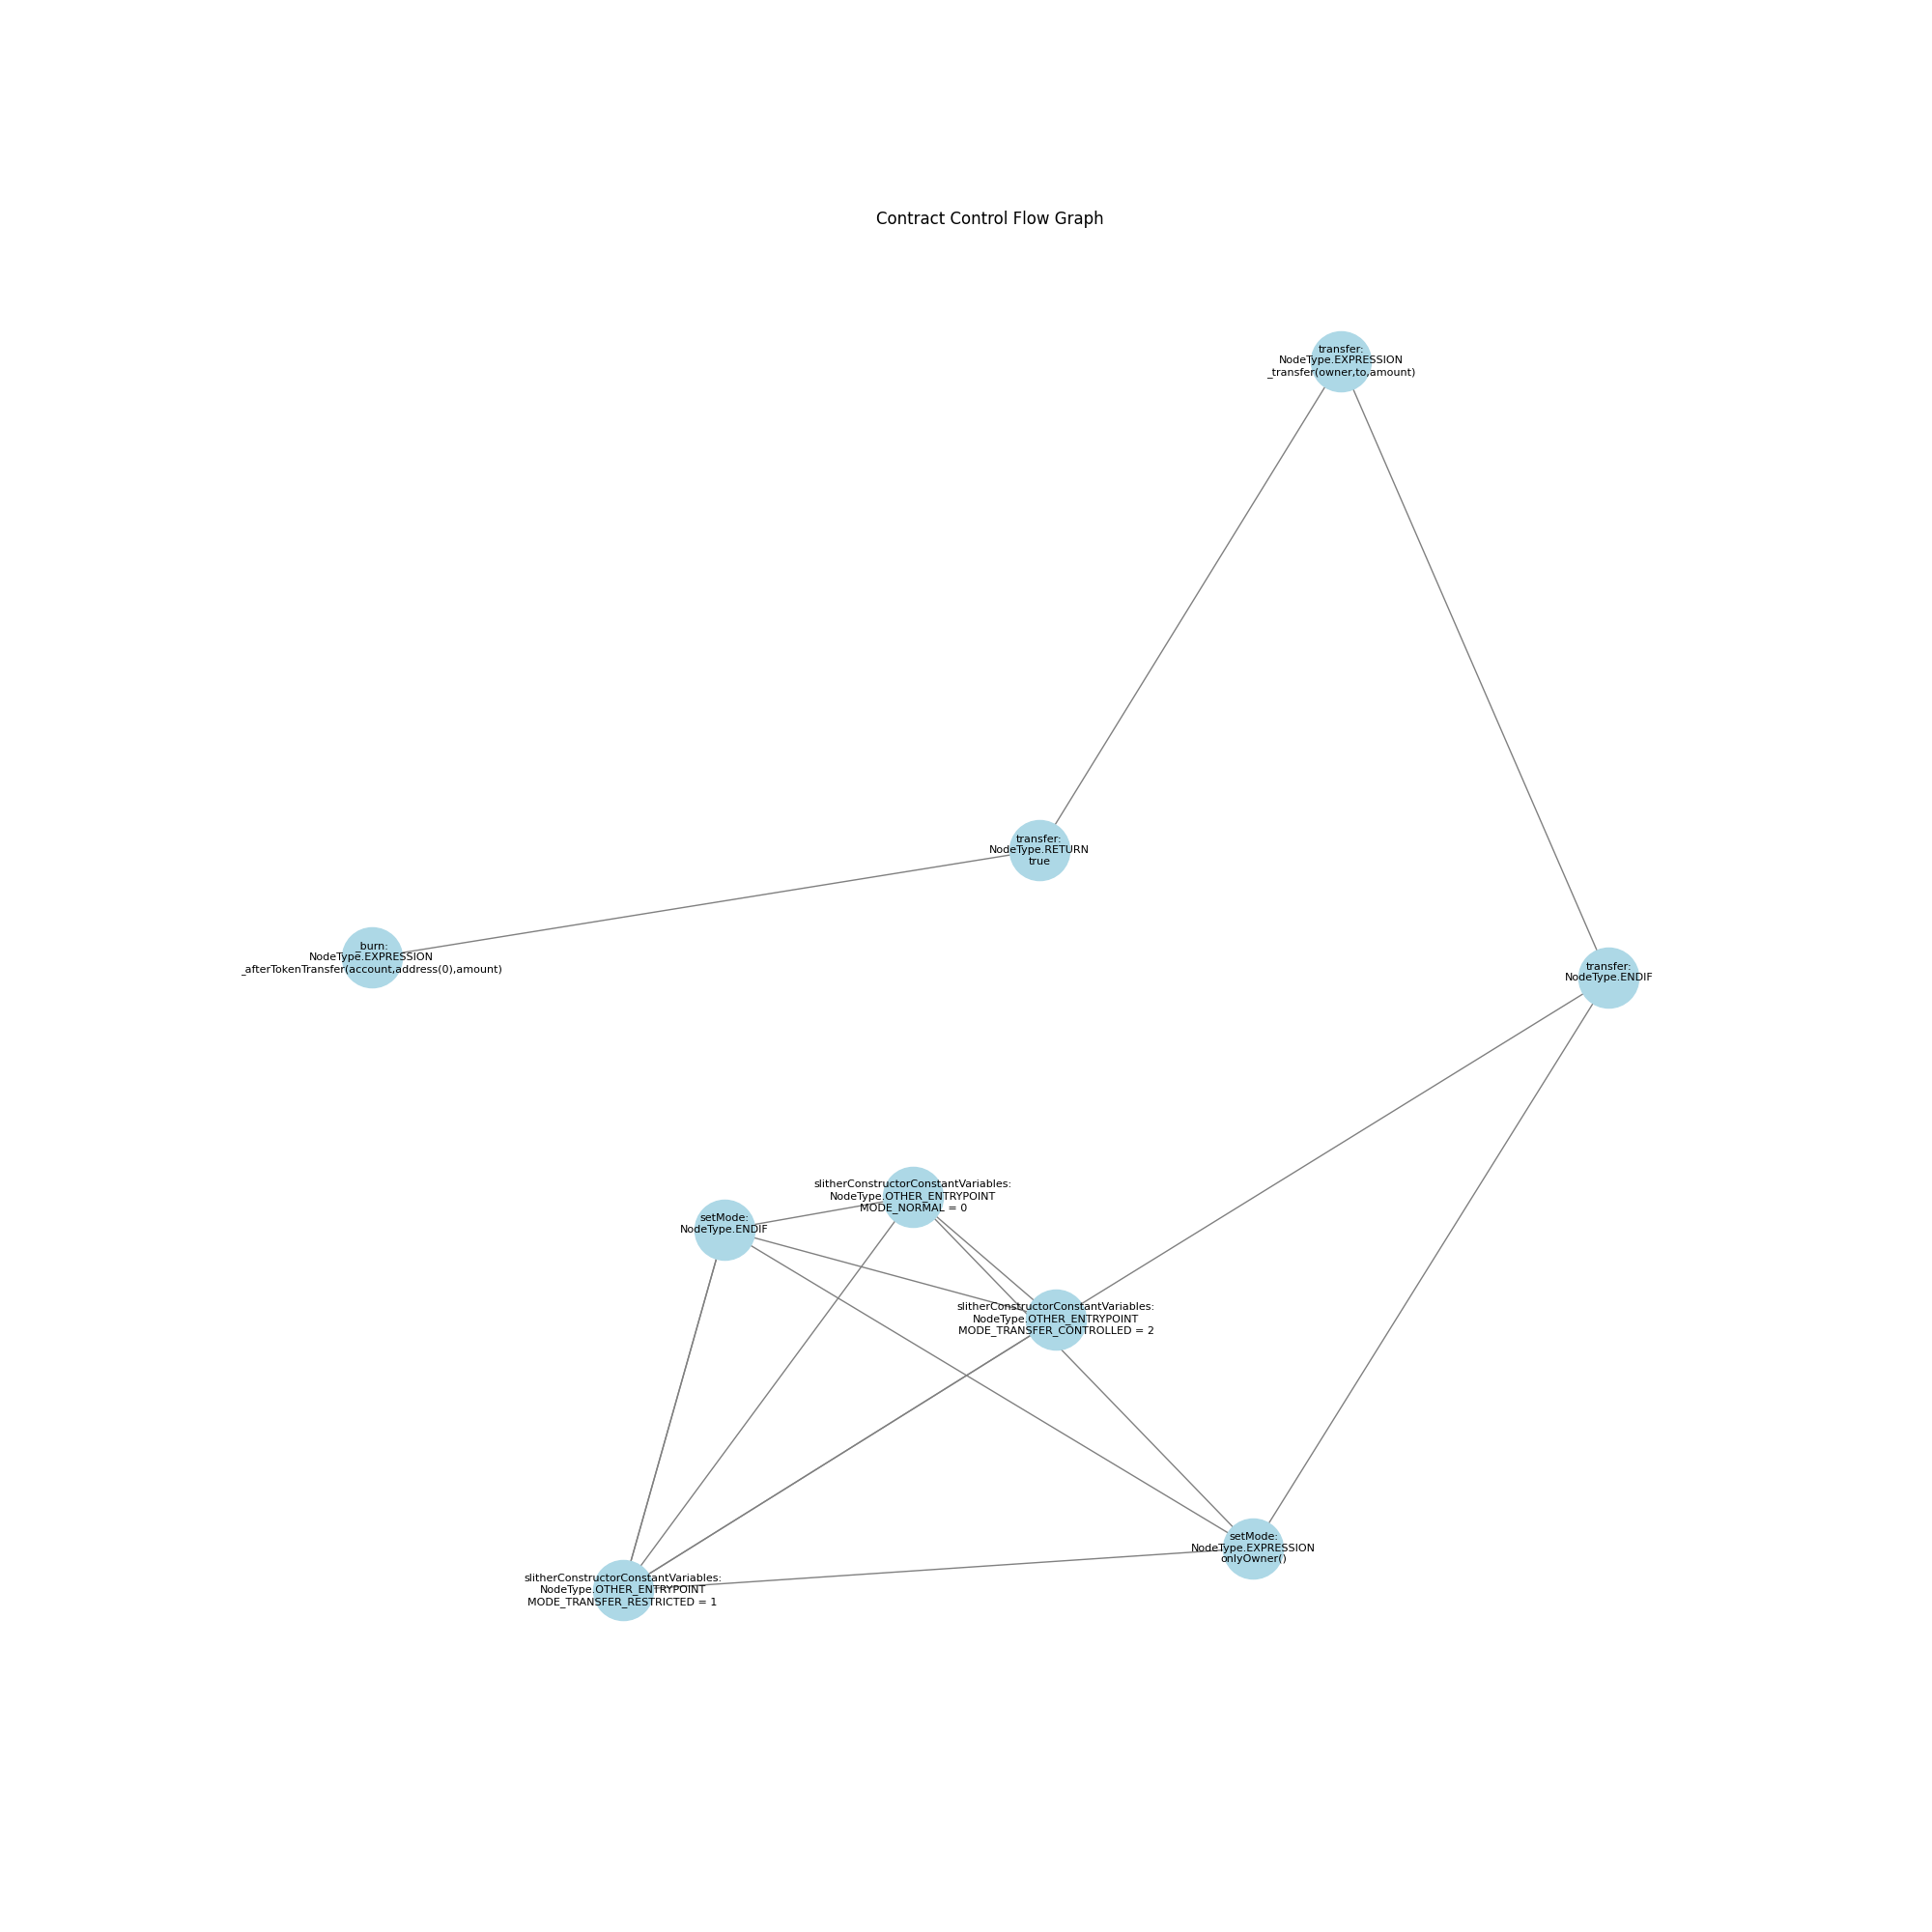 Contract Control Flow Graph
transfer:
NodeType.EXPRESSION
_transfer(owner,to,amount)
transfer:
NodeType.RETURN
true
_burn:
NodeType.EXPRESSION
_afterTokenTransfer(account,address(0),amount)
transfer:
NodeType.ENDIF
slitherConstructorConstantVariables:
NodeType.OTHER_ENTRYPOINT
MODE_NORMAL = 0
setMode:
NodeType.ENDIF
slitherConstructorConstantVariables:
NodeType.OTHER_ENTRYPOINT
MODE_TRANSFER_CONTROLLED = 2
setMode:
NodeType.EXPRESSION
onlyOwner()
slitherConstructorConstantVariables:
NodeType.OTHER_ENTRYPOINT
MODE_TRANSFER_RESTRICTED = 1